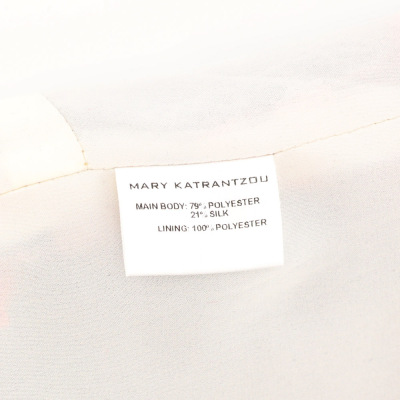 MARY KATRANTZOU
MAIN BODY: 79% POLYESTER
21% SILK
LINING: 100% POLYESTER